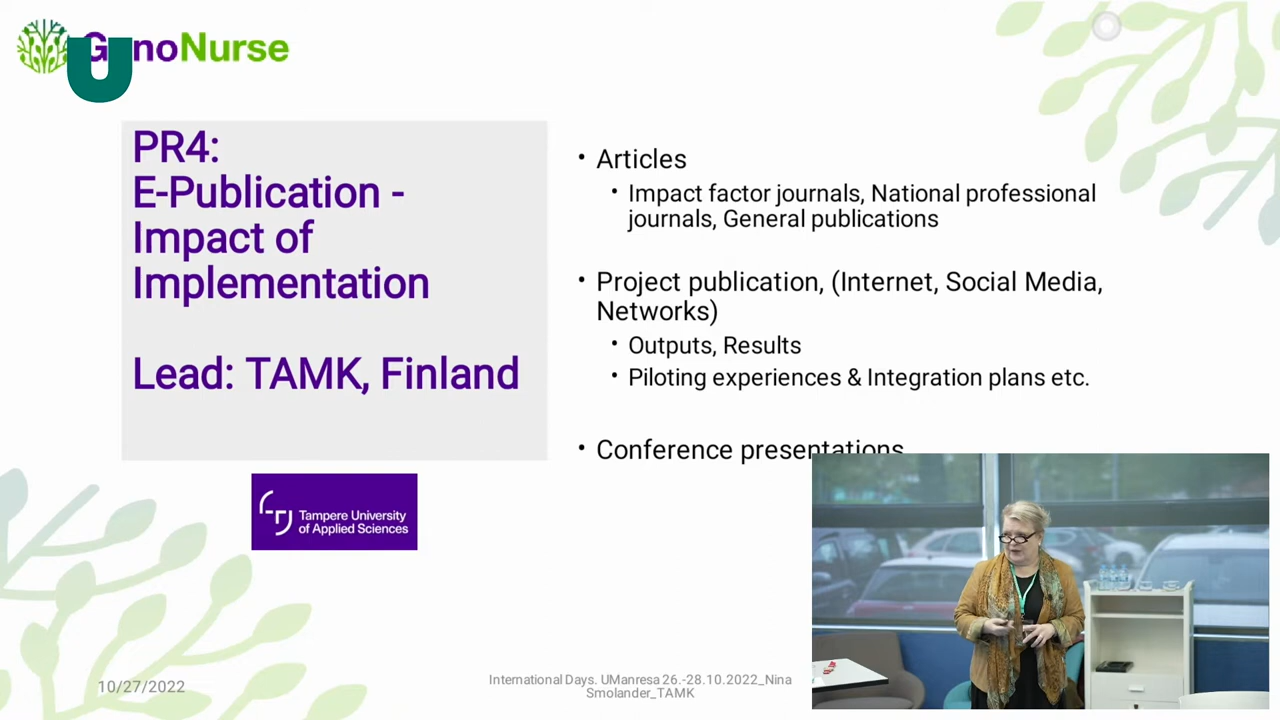 U
noNurse
PR4:
E-Publication -
Impact of
Implementation
Lead: TAMK, Finland
Tampere University
of Applied Sciences
• Articles
• Impact factor journals, National professional
journals, General publications
• Project publication, (Internet, Social Media,
Networks)
• Outputs, Results
• Piloting experiences & Integration plans etc.
• Conference presentations
10/27/2022
International Days. UManresa 26.-28.10.2022_Nina
Smolander_TAMK